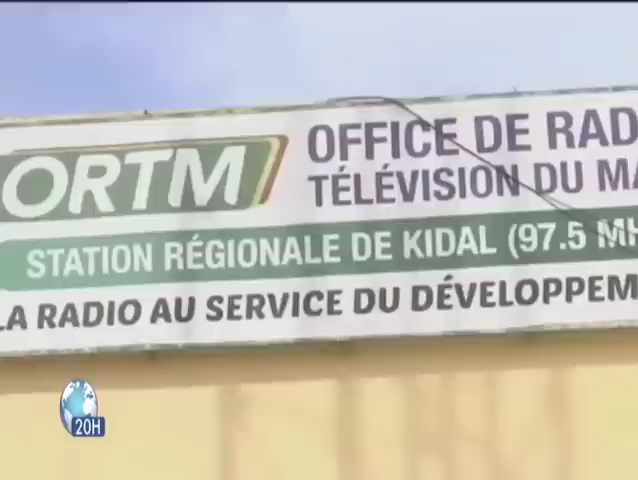 ORTM
OFFICE DE RAD
TÉLÉVISION DU MA
STATION RÉGIONALE DE KIDAL (97.5 MH
LA RADIO AU SERVICE DU DÉVELOPPEM
20H